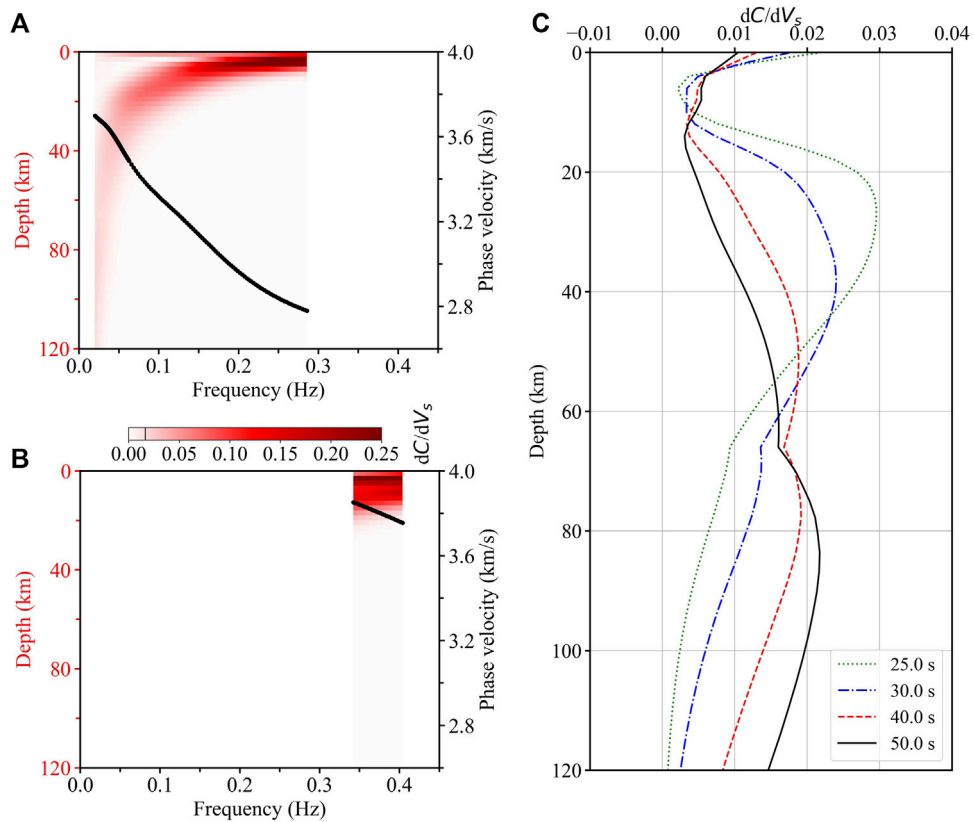 A
0
20
40
60
80
120
Depth (km)
4.0
3.6
3.2
2.8
Phase velocity (km/s)
0.0 0.1 0.2 0.3 0.4
Frequency (Hz)
0.00 0.05 0.10 0.15 0.20 0.25
dC/dVs
B
0
20
40
60
80
120
Depth (km)
4.0
3.6
3.2
2.8
Phase velocity (km/s)
0.0 0.1 0.2 0.3 0.4
Frequency (Hz)
C
dC/dVs
−0.01 0.00 0.01 0.02 0.03 0.04
0
20
40
60
80
100
120
Depth (km)
25.0 s
30.0 s
40.0 s
50.0 s